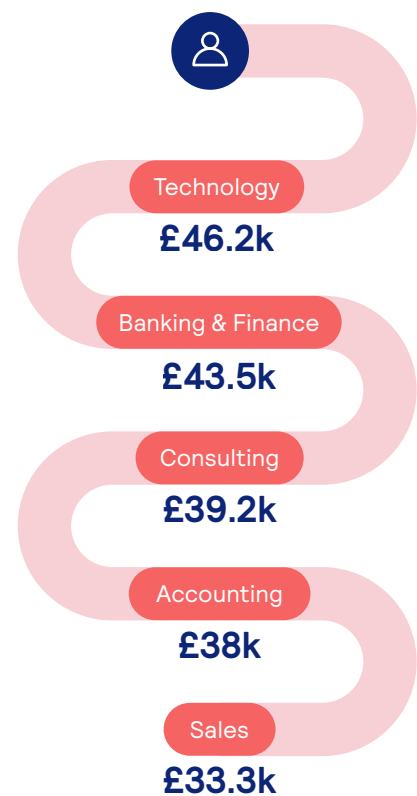 Technology
£46.2k
Banking & Finance
£43.5k
Consulting
£39.2k
Accounting
£38k
Sales
£33.3k